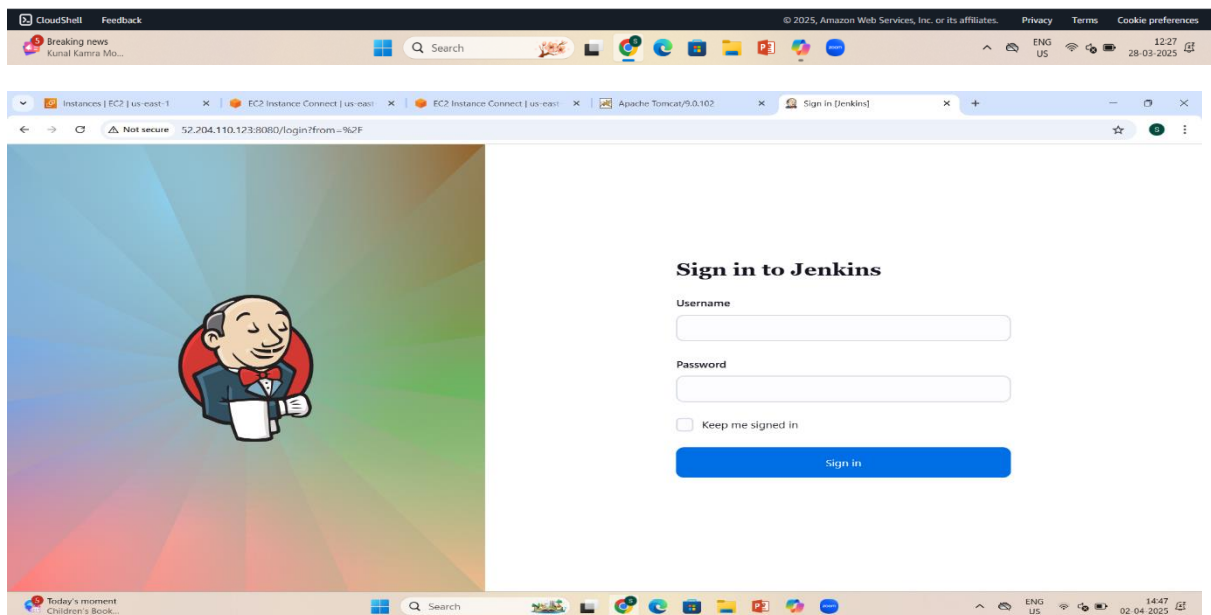 CloudShell Feedback © 2025, Amazon Web Services, Inc. or its affiliates. Privacy Terms Cookie preferences
Breaking news
Kunal Kamra Mo...
Search
ENG
US
12:27
28-03-2025
Instances | EC2 | us-east-1 EC2 Instance Connect | us-east EC2 Instance Connect | us-east Apache Tomcat/9.0.102 Sign in [Jenkins]
Not secure 52.204.110.123:8080/login?from=%2F
Sign in to Jenkins
Username
Password
Keep me signed in
Sign in
Today's moment
Children's Book...
Search
ENG
US
14:47
02-04-2025